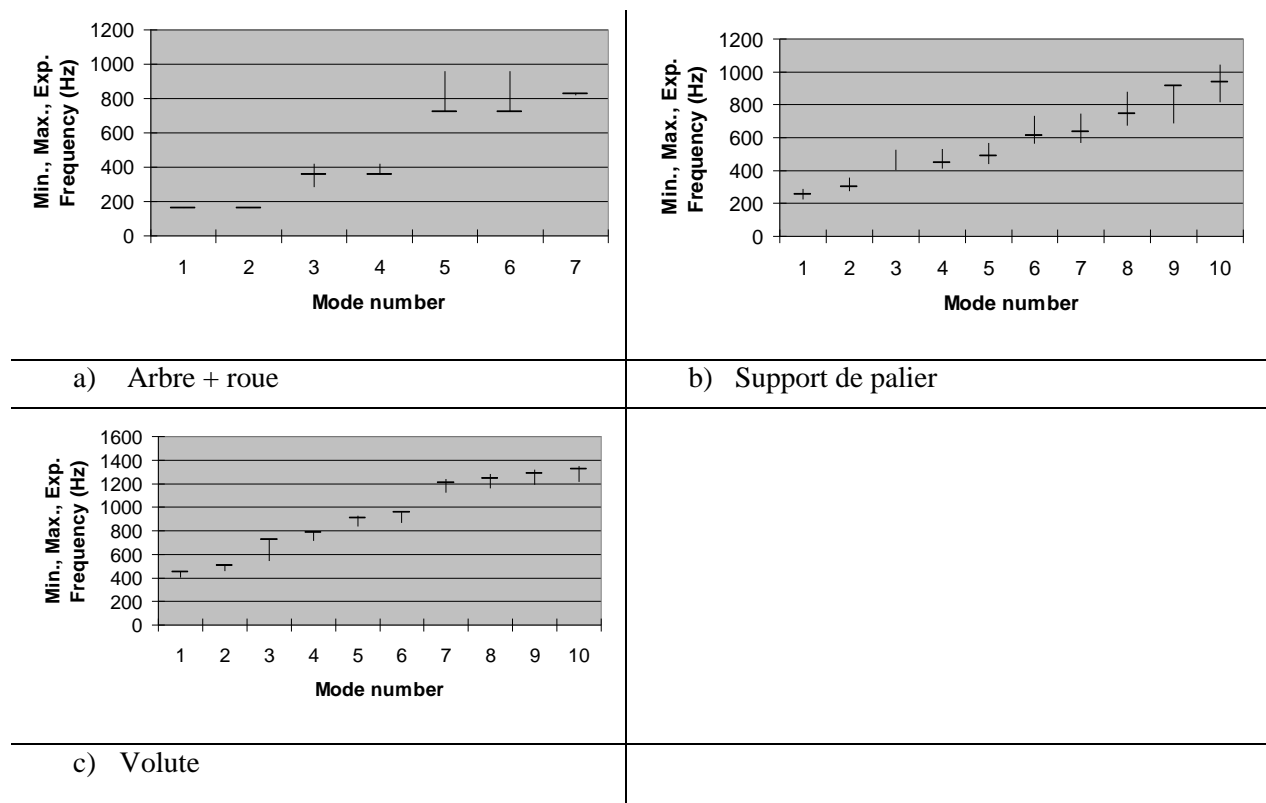 Min., Max., Exp.
Frequency (Hz)
1200
1000
800
600
400
200
0
1 2 3 4 5 6 7
Mode number
a) Arbre + roue
Min., Max., Exp.
Frequency (Hz)
1200
1000
800
600
400
200
0
1 2 3 4 5 6 7 8 9 10
Mode number
b) Support de palier
Min., Max., Exp.
Frequency (Hz)
1600
1400
1200
1000
800
600
400
200
0
1 2 3 4 5 6 7 8 9 10
Mode number
c) Volute